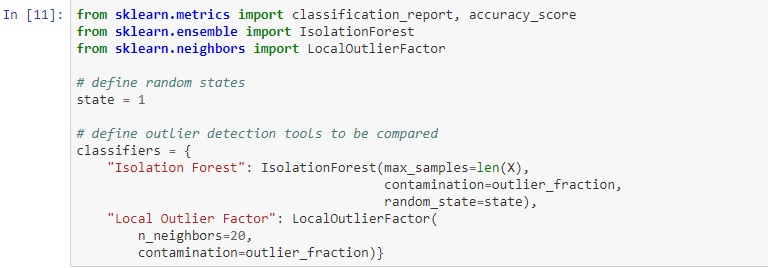 In [11]: from sklearn.metrics import classification_report, accuracy_score
from sklearn.ensemble import IsolationForest
from sklearn.neighbors import LocalOutlierFactor
# define random states
state = 1
# define outlier detection tools to be compared
classifiers = {
    "Isolation Forest": IsolationForest(max_samples=len(X),
                                        contamination=outlier_fraction,
                                        random_state=state),
    "Local Outlier Factor": LocalOutlierFactor(
        n_neighbors=20,
        contamination=outlier_fraction)}